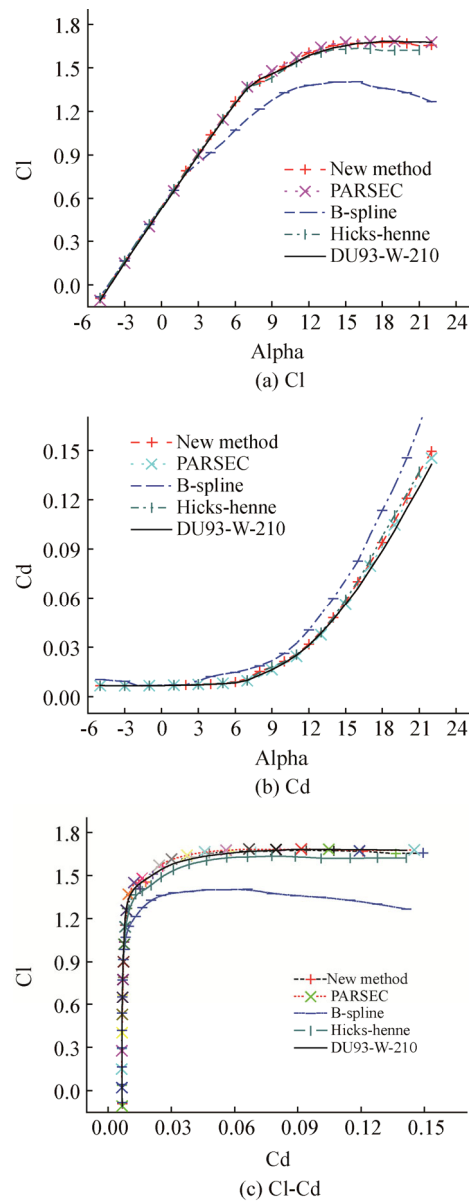 1.8
1.5
1.2
0.9
0.6
0.3
0.0
Cl
New method
PARSEC
B-spline
Hicks-henne
DU93-W-210
-6 -3 0 3 6 9 12 15 18 21 24
Alpha
(a) Cl
0.15
0.12
0.09
0.06
0.03
0.00
Cd
New method
PARSEC
B-spline
Hicks-henne
DU93-W-210
-6 -3 0 3 6 9 12 15 18 21 24
Alpha
(b) Cd
1.8
1.5
1.2
0.9
0.6
0.3
0.0
Cl
New method
PARSEC
B-spline
Hicks-henne
DU93-W-210
0.00 0.03 0.06 0.09 0.12 0.15
Cd
(c) Cl-Cd